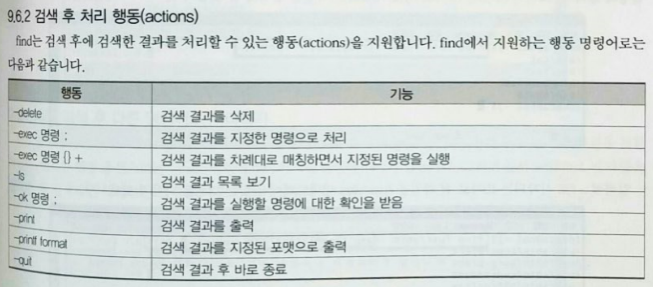 9.6.2 검색 후 처리 행동(actions)
find는 검색 후에 검색한 결과를 처리할 수 있는 행동(actions)을 지원합니다. find에서 지원하는 행동 명령어로는
다음과 같습니다.
행동 기능
-delete 검색 결과를 삭제
-exec 명령 ; 검색 결과를 지정한 명령으로 처리
-exec 명령 {} + 검색 결과를 차례대로 매칭하면서 지정된 명령을 실행
-ls 검색 결과 목록 보기
-ok 명령 ; 검색 결과를 실행할 명령에 대한 확인을 받음
-print 검색 결과를 출력
-printf format 검색 결과를 지정된 포맷으로 출력
-quit 검색 결과 후 바로 종료